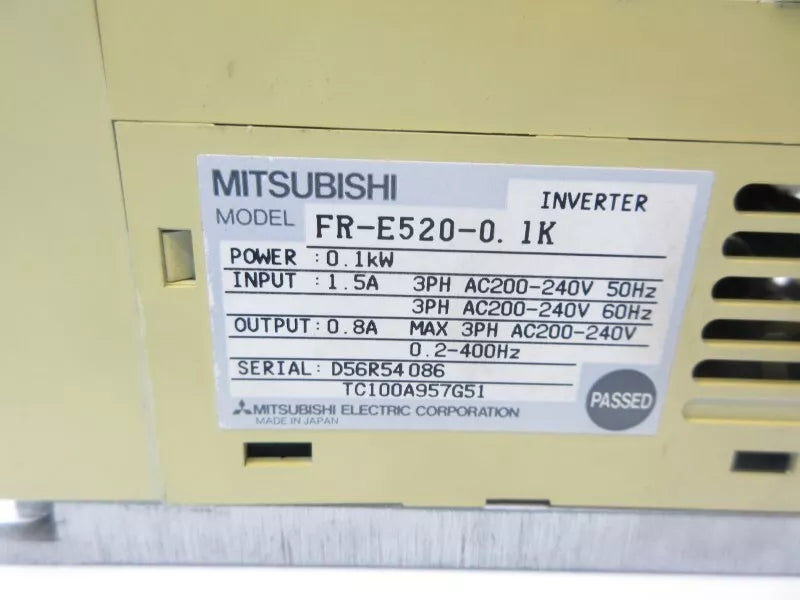 MITSUBISHI
INVERTER
MODEL FR-E520-0.1K
POWER : 0.1kW
INPUT : 1.5A 3PH AC200-240V 50Hz
3PH AC200-240V 60Hz
OUTPUT: 0.8A MAX 3PH AC200-240V
0.2-400Hz
SERIAL: D56R54086
TC100A957G51
PASSED
MITSUBISHI ELECTRIC CORPORATION
MADE IN JAPAN